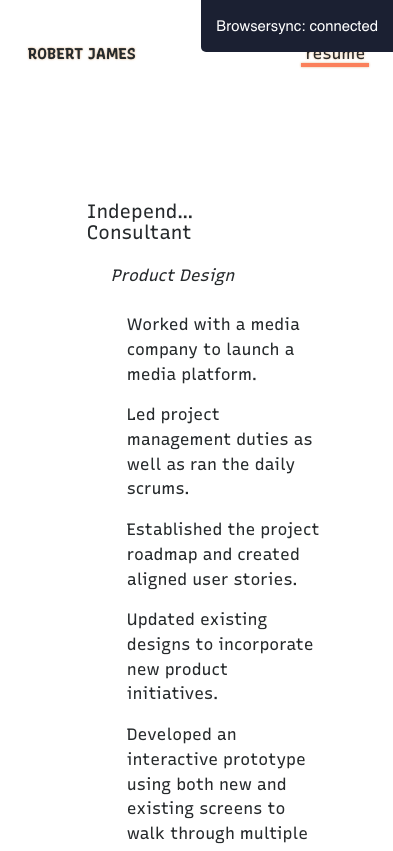 Browsersync: connected
ROBERT JAMES
resume
Independ...
Consultant
Product Design
Worked with a media
company to launch a
media platform.
Led project
management duties as
well as ran the daily
scrums.
Established the project
roadmap and created
aligned user stories.
Updated existing
designs to incorporate
new product
initiatives.
Developed an
interactive prototype
using both new and
existing screens to
walk through multiple